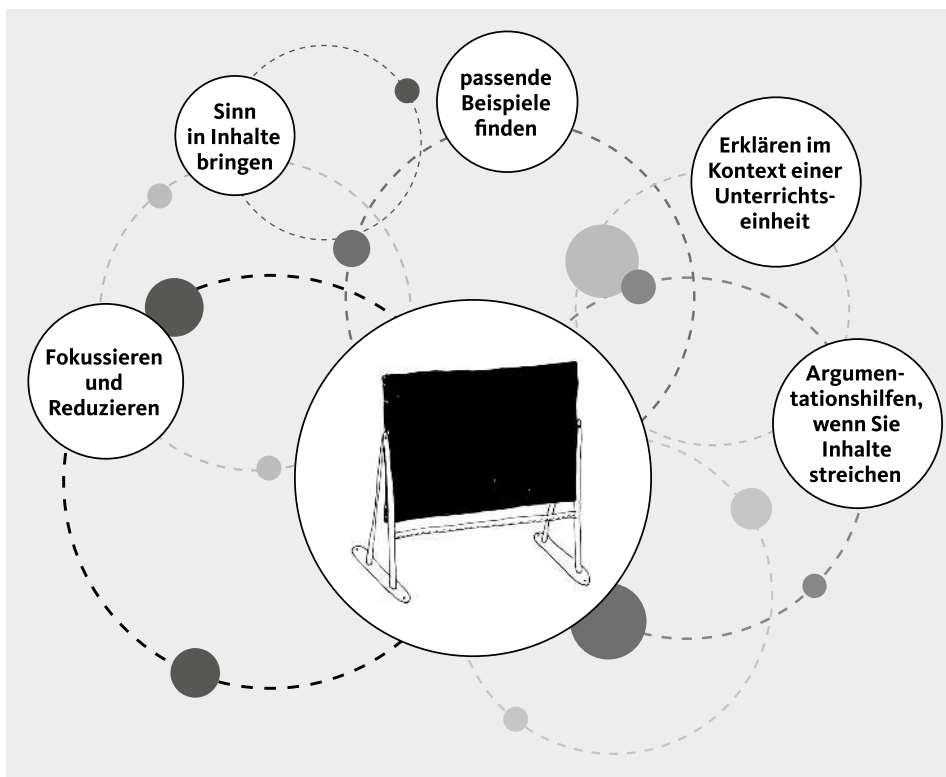 Sinn
in Inhalte
bringen
passende
Beispiele
finden
Erklären im
Kontext einer
Unterrichts-
einheit
Fokussieren
und
Reduzieren
Argumen-
tationshilfen,
wenn Sie
Inhalte
streichen